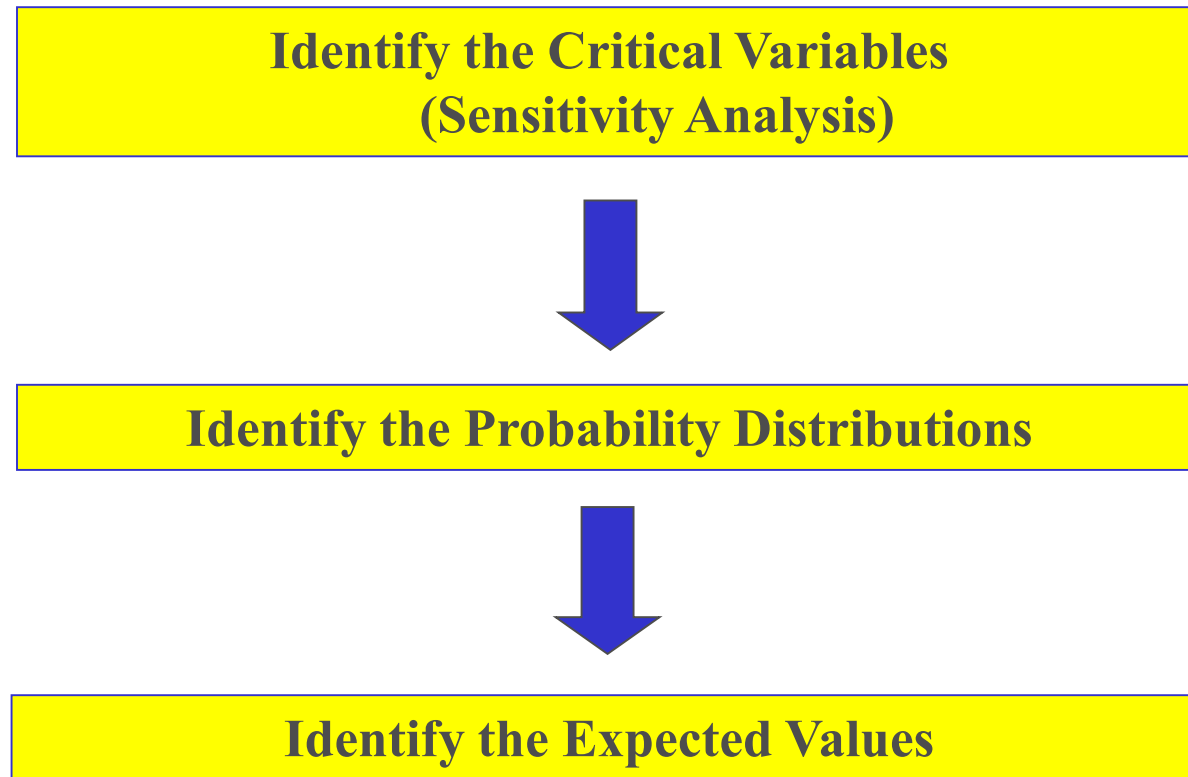 Identify the Critical Variables
(Sensitivity Analysis)
Identify the Probability Distributions
Identify the Expected Values